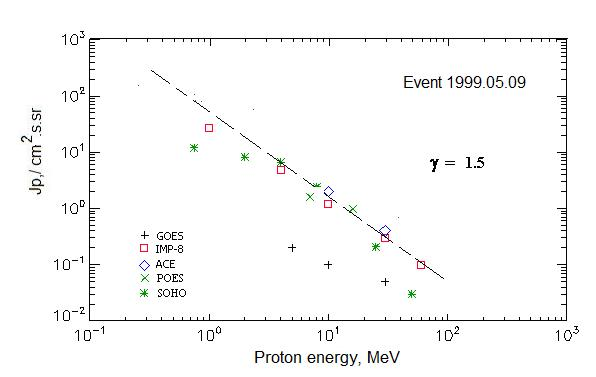 10³
Event 1999.05.09
10²
Jp,/ cm².s.sr
10¹
γ = 1.5
10⁰
GOES
IMP-8
10⁻¹
ACE
POES
SOHO
10⁻²
10⁻¹ 10⁰ 10¹ 10² 10³
Proton energy, MeV